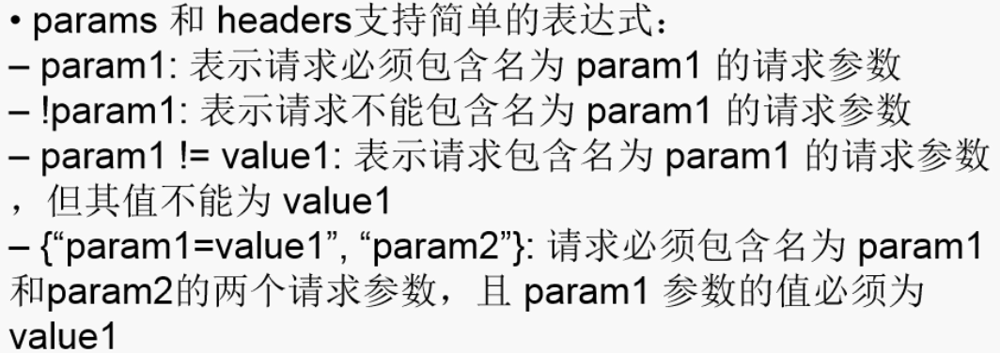 • params 和 headers支持简单的表达式：
– param1: 表示请求必须包含名为 param1 的请求参数
– !param1: 表示请求不能包含名为 param1 的请求参数
– param1 != value1: 表示请求包含名为 param1 的请求参数
，但其值不能为 value1
– {“param1=value1”, “param2”}: 请求必须包含名为 param1
和param2的两个请求参数，且 param1 参数的值必须为
value1